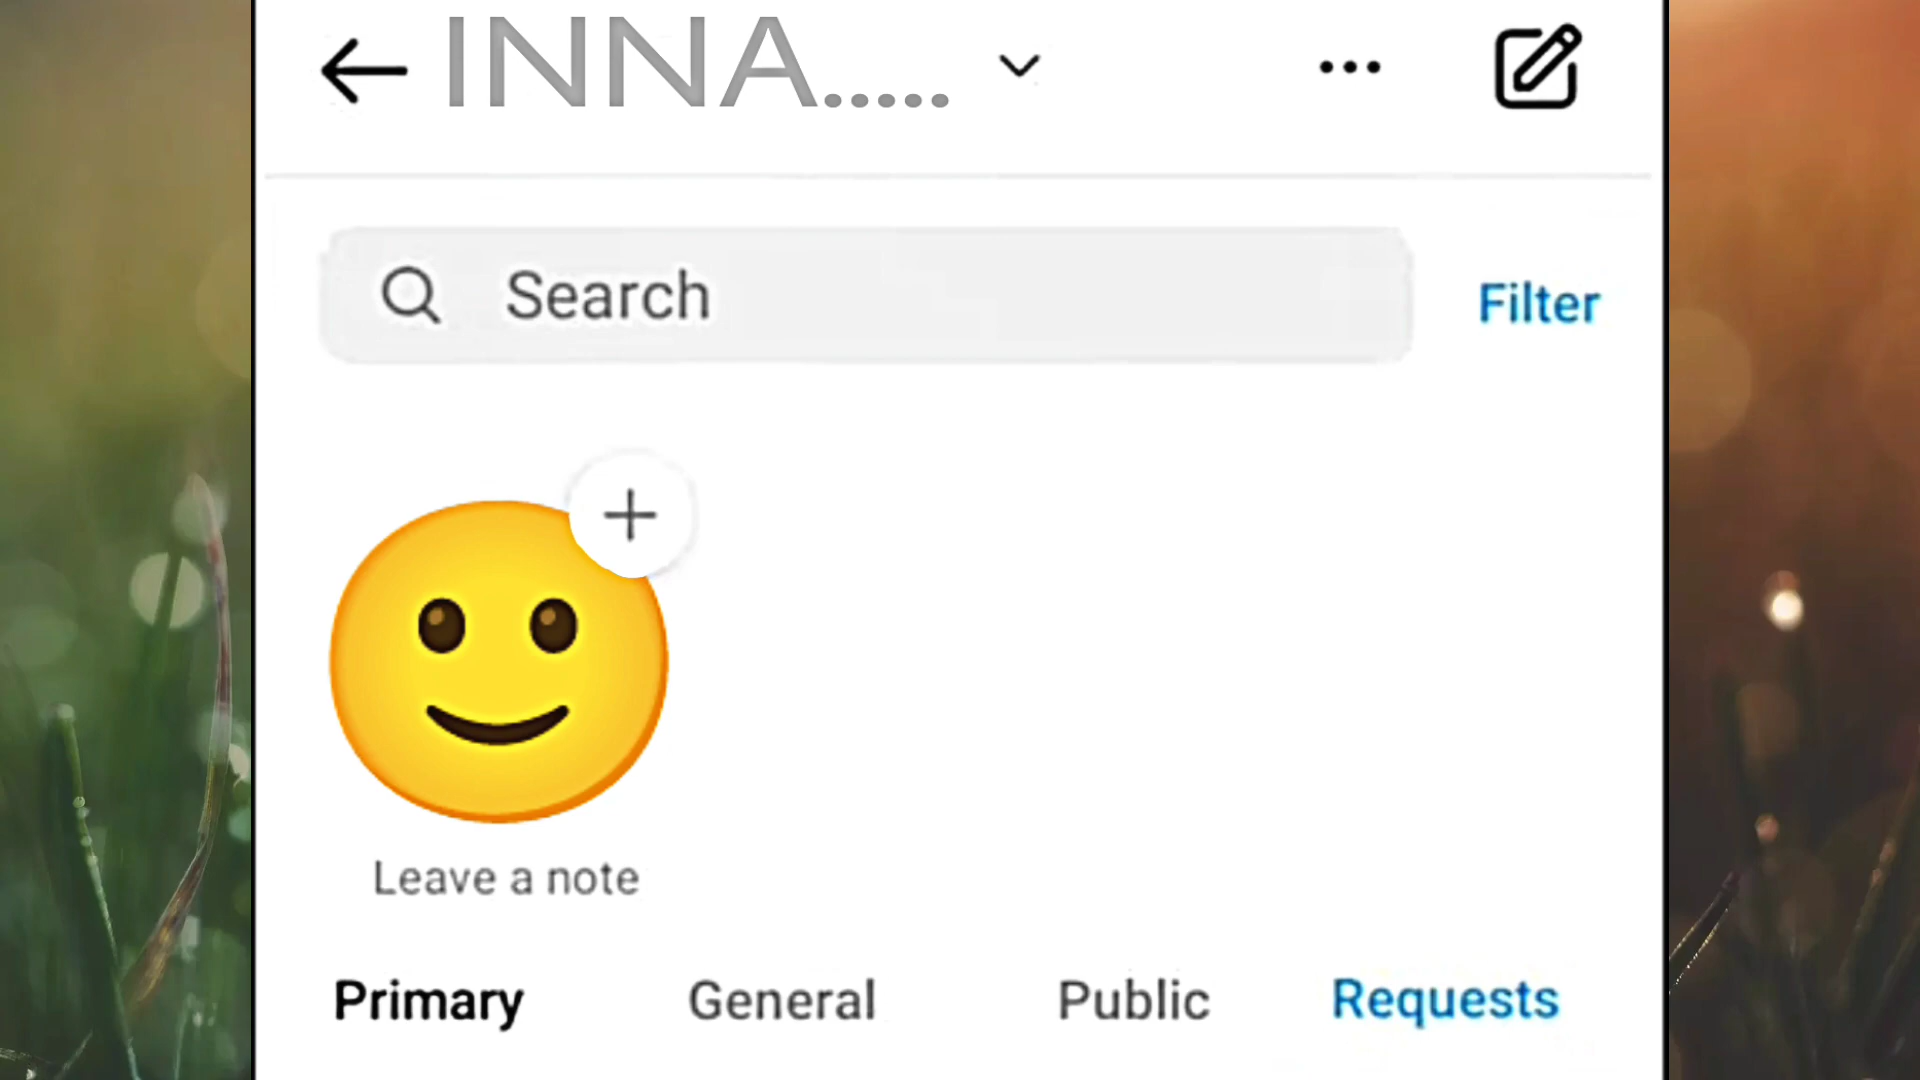 INNA.....
Search
Filter
Leave a note
Primary General Public Requests